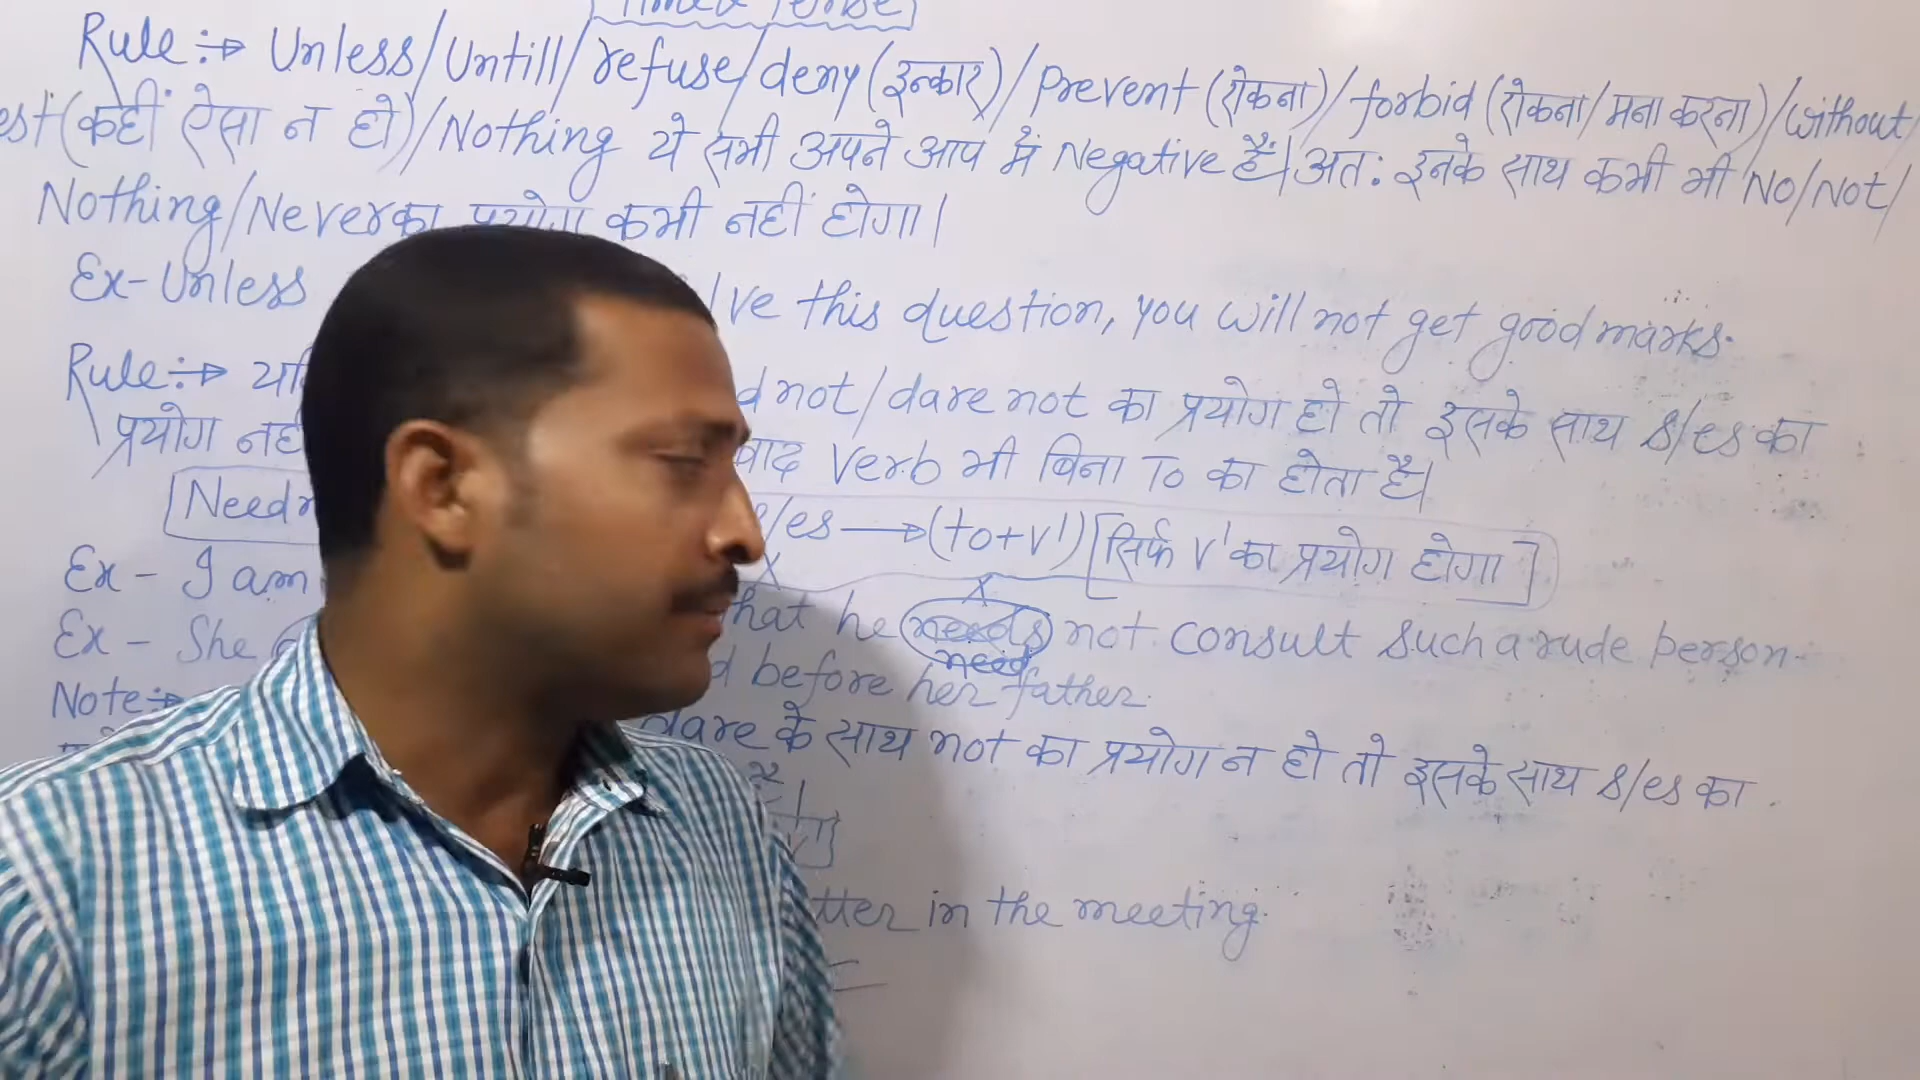 Tense
Rule:→ Unless/Untill/refuse/deny(इन्कार)/Prevent(रोकना)/forbid(रोकना/मना करना)/Without/
est(कहीं ऐसा न हो)/Nothing ये सभी अपने आप में Negative हैं। अत: इनके साथ कभी भी No/Not/
Nothing/Never का प्रयोग कभी नहीं होगा।
Ex-Unless lve this question, you will not get good marks.
Rule:→ यदि d not/dare not का प्रयोग हो तो इसके साथ s/es का
प्रयोग नहीं बाद Verb भी बिना To का होता है।
Need s/es→(to+V¹)[सिर्फ V¹ का प्रयोग होगा]
Ex - I am that he needs not consult such a rude person.
need
Ex - She d before her father.
Note:→ dare के साथ not का प्रयोग न हो तो इसके साथ s/es का
tter in the meeting.